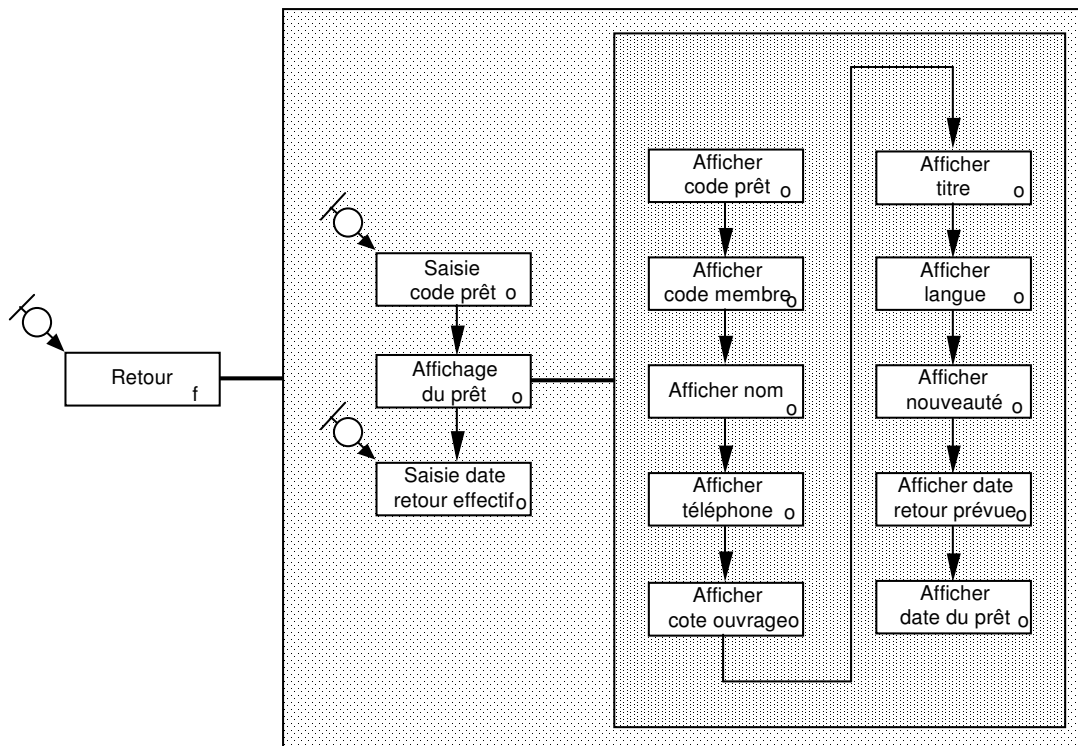 Retour
f
Saisie
code prêt o
Affichage
du prêt o
Saisie date
retour effectif o
Afficher
code prêt o
Afficher
code membre o
Afficher nom
o
Afficher
téléphone o
Afficher
cote ouvrage o
Afficher
titre o
Afficher
langue o
Afficher
nouveauté o
Afficher date
retour prévue o
Afficher
date du prêt o